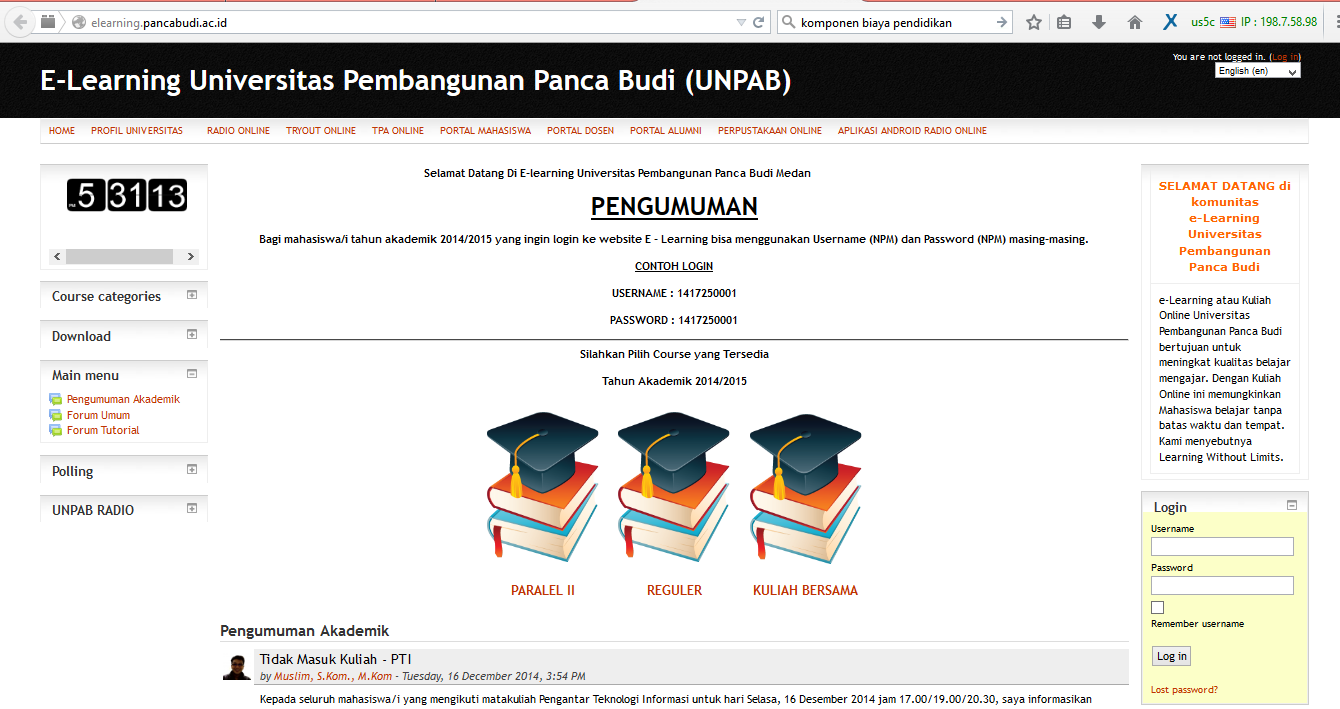 elearning.pancabudi.ac.id
komponen biaya pendidikan
us5c
IP : 198.7.58.98
E-Learning Universitas Pembangunan Panca Budi (UNPAB)
You are not logged in. (Log in)
English (en)
HOME PROFIL UNIVERSITAS RADIO ONLINE TRYOUT ONLINE TPA ONLINE PORTAL MAHASISWA PORTAL DOSEN PORTAL ALUMNI PERPUSTAKAAN ONLINE APLIKASI ANDROID RADIO ONLINE
PM 5 31 13
Course categories
Download
Main menu
Pengumuman Akademik
Forum Umum
Forum Tutorial
Polling
UNPAB RADIO
Selamat Datang Di E-learning Universitas Pembangunan Panca Budi Medan
PENGUMUMAN
Bagi mahasiswa/i tahun akademik 2014/2015 yang ingin login ke website E - Learning bisa menggunakan Username (NPM) dan Password (NPM) masing-masing.
CONTOH LOGIN
USERNAME : 1417250001
PASSWORD : 1417250001
Silahkan Pilih Course yang Tersedia
Tahun Akademik 2014/2015
PARALEL II
REGULER
KULIAH BERSAMA
Pengumuman Akademik
Tidak Masuk Kuliah - PTI
by Muslim, S.Kom., M.Kom - Tuesday, 16 December 2014, 3:54 PM
Kepada seluruh mahasiswa/i yang mengikuti matakuliah Pengantar Teknologi Informasi untuk hari Selasa, 16 Desember 2014 jam 17.00/19.00/20.30, saya informasikan
SELAMAT DATANG di
komunitas
e-Learning
Universitas
Pembangunan
Panca Budi
e-Learning atau Kuliah
Online Universitas
Pembangunan Panca Budi
bertujuan untuk
meningkat kualitas belajar
mengajar. Dengan Kuliah
Online ini memungkinkan
Mahasiswa belajar tanpa
batas waktu dan tempat.
Kami menyebutnya
Learning Without Limits.
Login
Username
Password
Remember username
Log in
Lost password?